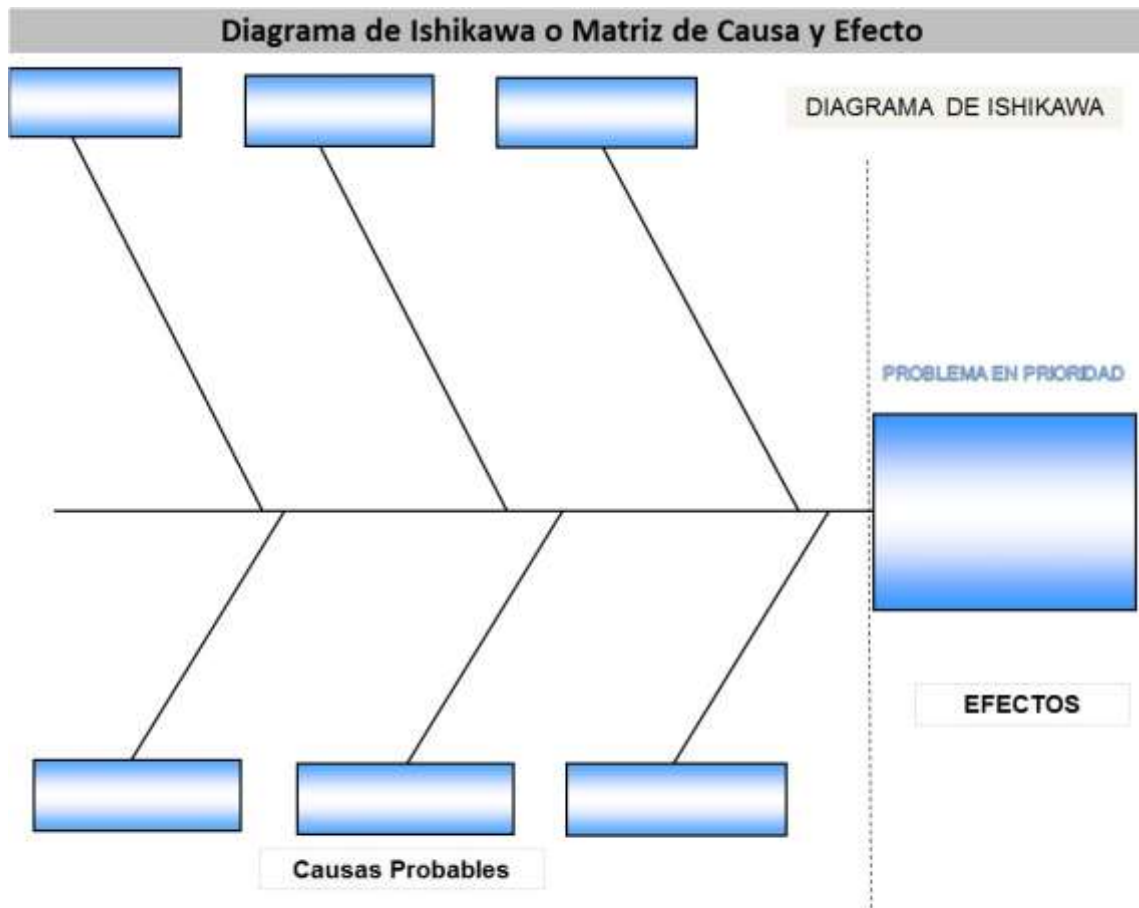 Diagrama de Ishikawa o Matriz de Causa y Efecto
DIAGRAMA DE ISHIKAWA
PROBLEMA EN PRIORIDAD
EFECTOS
Causas Probables